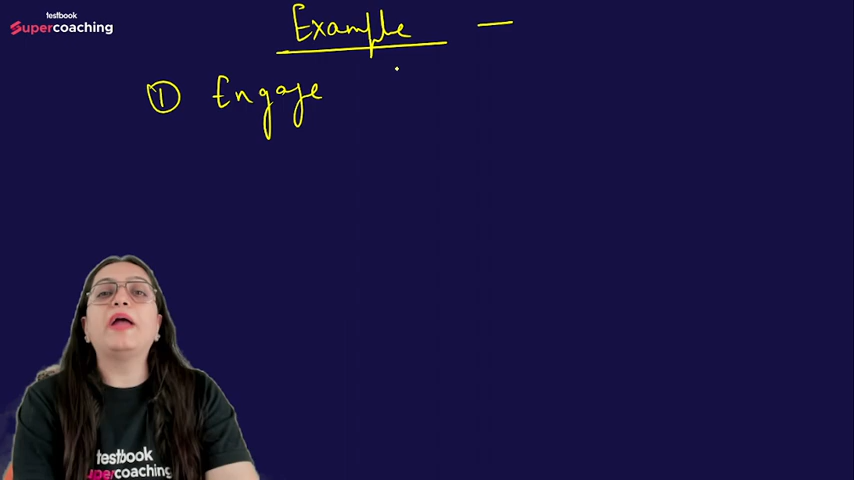 testbook
Supercoaching
Example —
① Engage
testbook
supercoaching